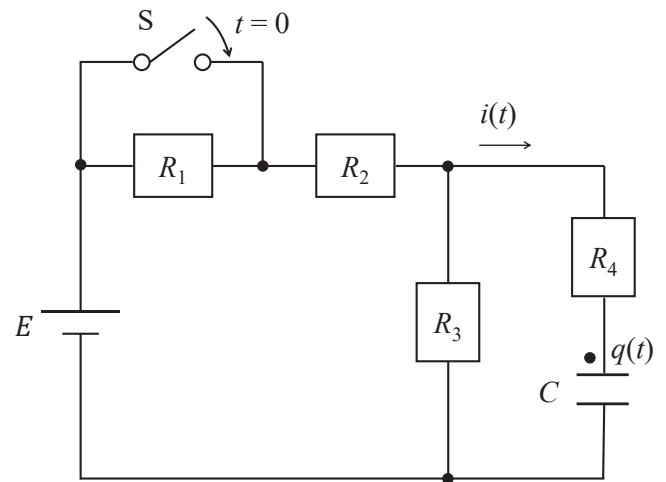 S
t = 0
i(t)
R₁
R₂
R₄
E
R₃
q(t)
C